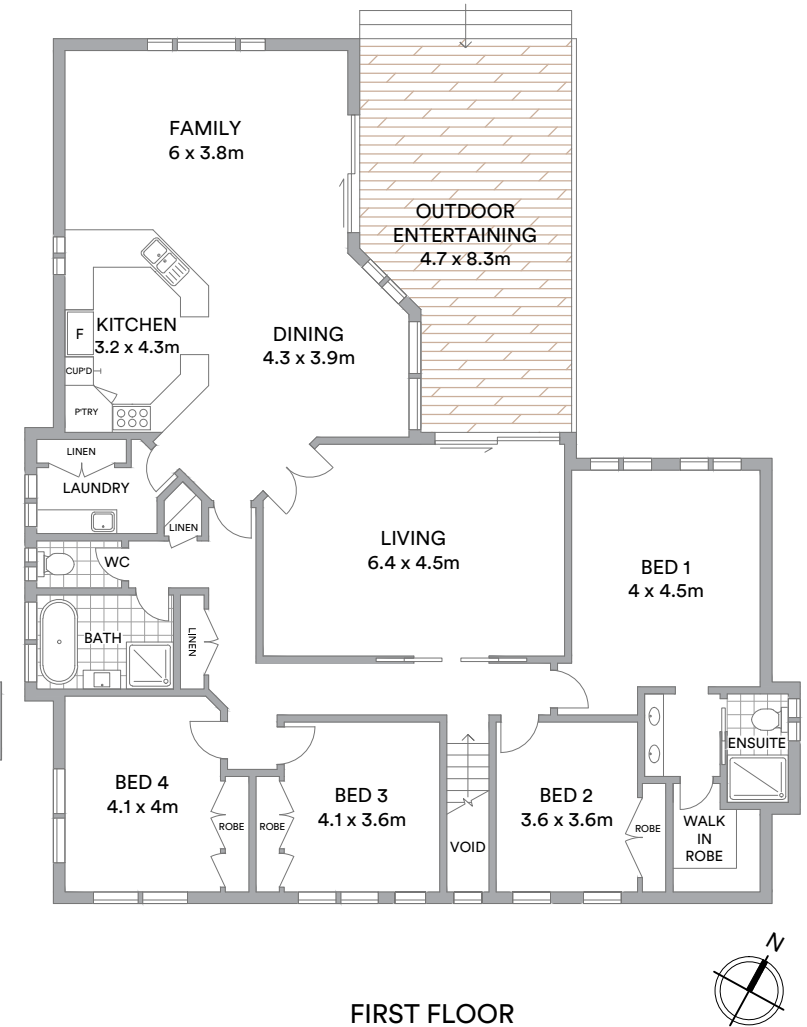 FAMILY
6 x 3.8m
OUTDOOR
ENTERTAINING
4.7 x 8.3m
KITCHEN
3.2 x 4.3m
F
CUP'D
P'TRY
DINING
4.3 x 3.9m
LINEN
LAUNDRY
LINEN
LIVING
6.4 x 4.5m
WC
BED 1
4 x 4.5m
BATH
LINEN
ENSUITE
BED 4
4.1 x 4m
ROBE
ROBE
BED 3
4.1 x 3.6m
VOID
BED 2
3.6 x 3.6m
ROBE
WALK
IN
ROBE
N
FIRST FLOOR